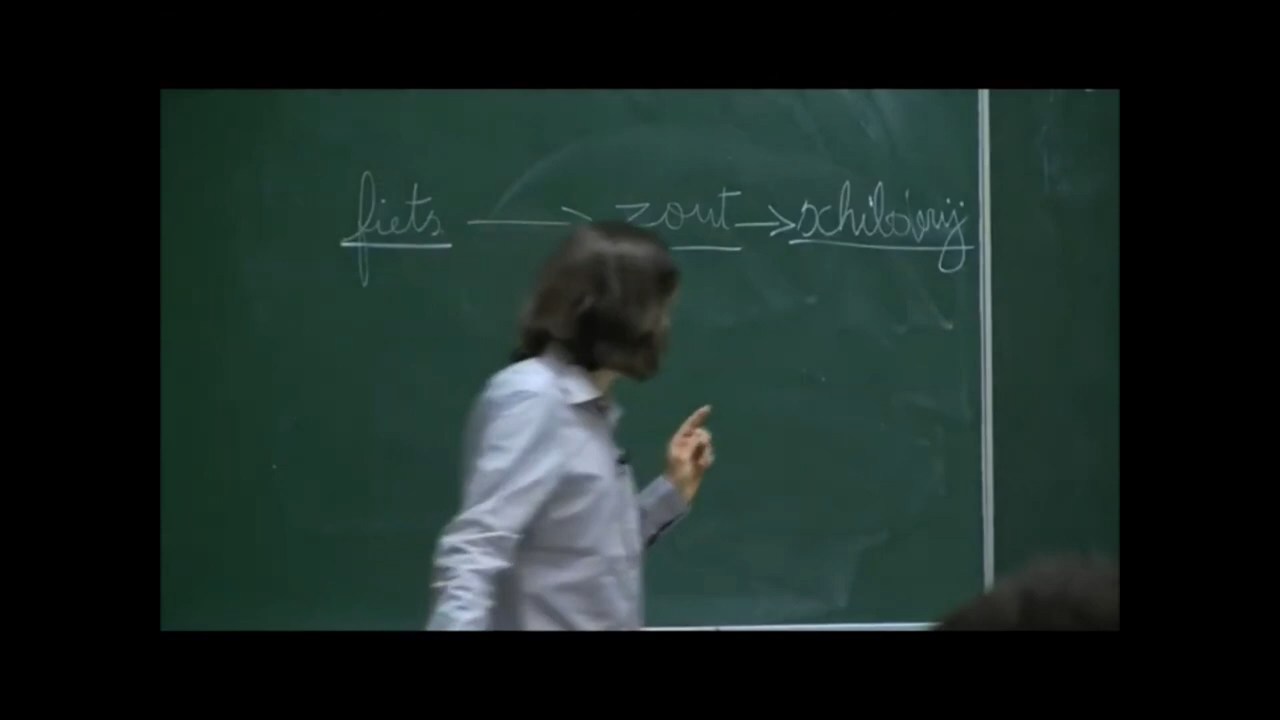 fiets → zout → schilderij